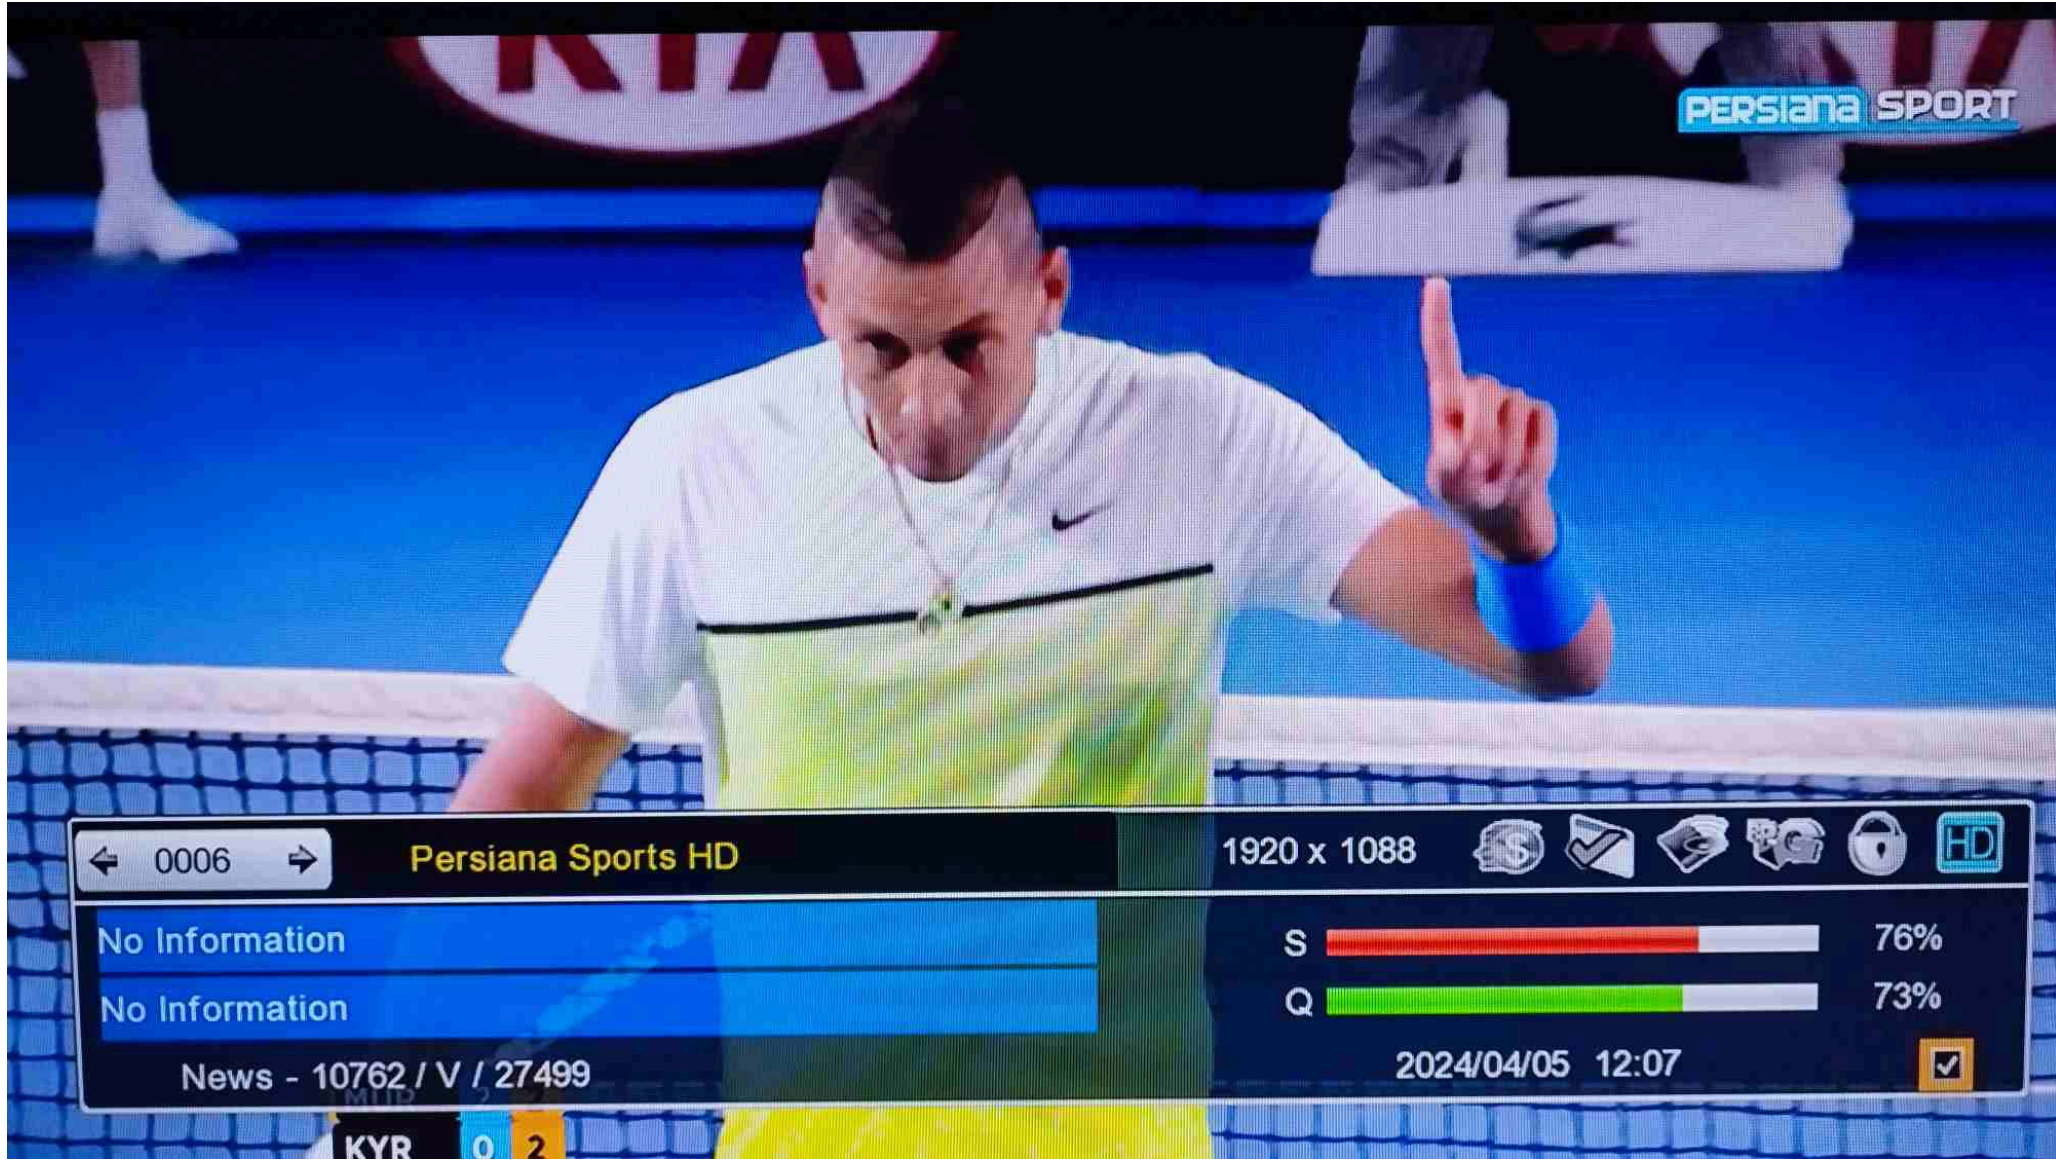 KIA
PERSIANA SPORT
0006
Persiana Sports HD
1920 x 1088
HD
No Information
S
76%
No Information
Q
73%
News - 10762 / V / 27499
2024/04/05 12:07
MUR
KYR 0 2